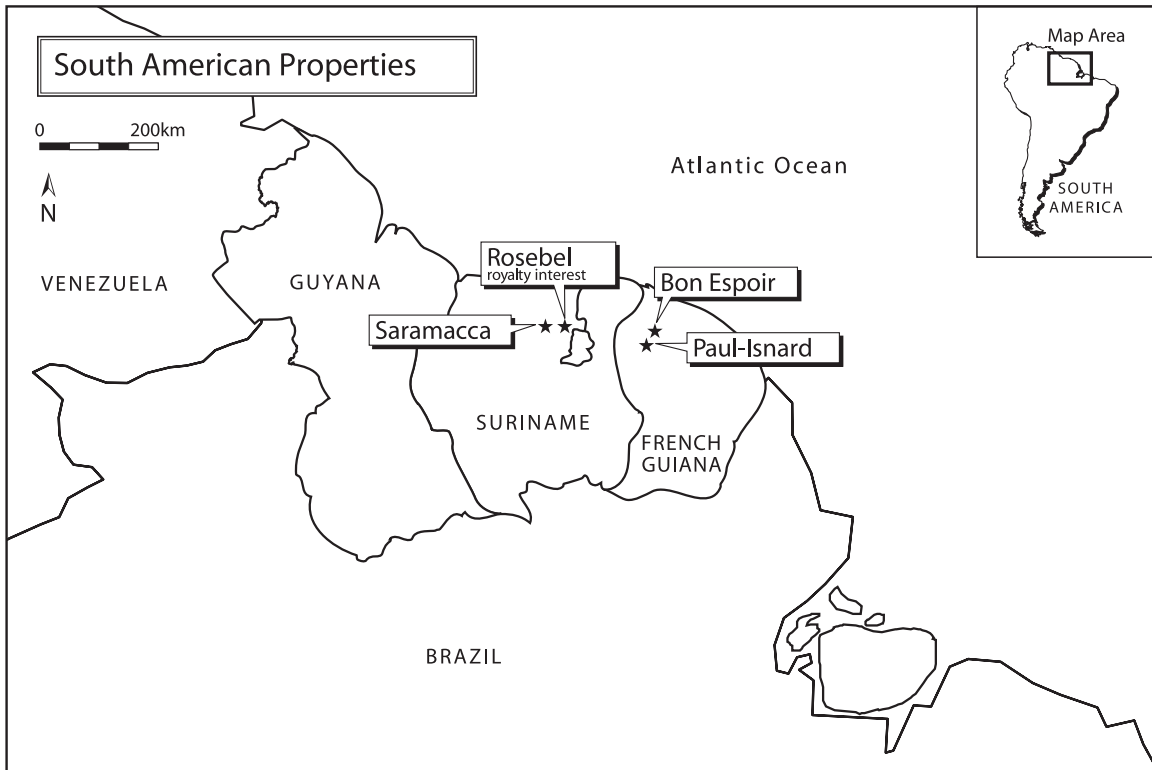 South American Properties
0 200km
N
Map Area
SOUTH
AMERICA
Atlantic Ocean
VENEZUELA
GUYANA
Rosebel
royalty interest
Bon Espoir
Saramacca
Paul-Isnard
SURINAME
FRENCH
GUIANA
BRAZIL